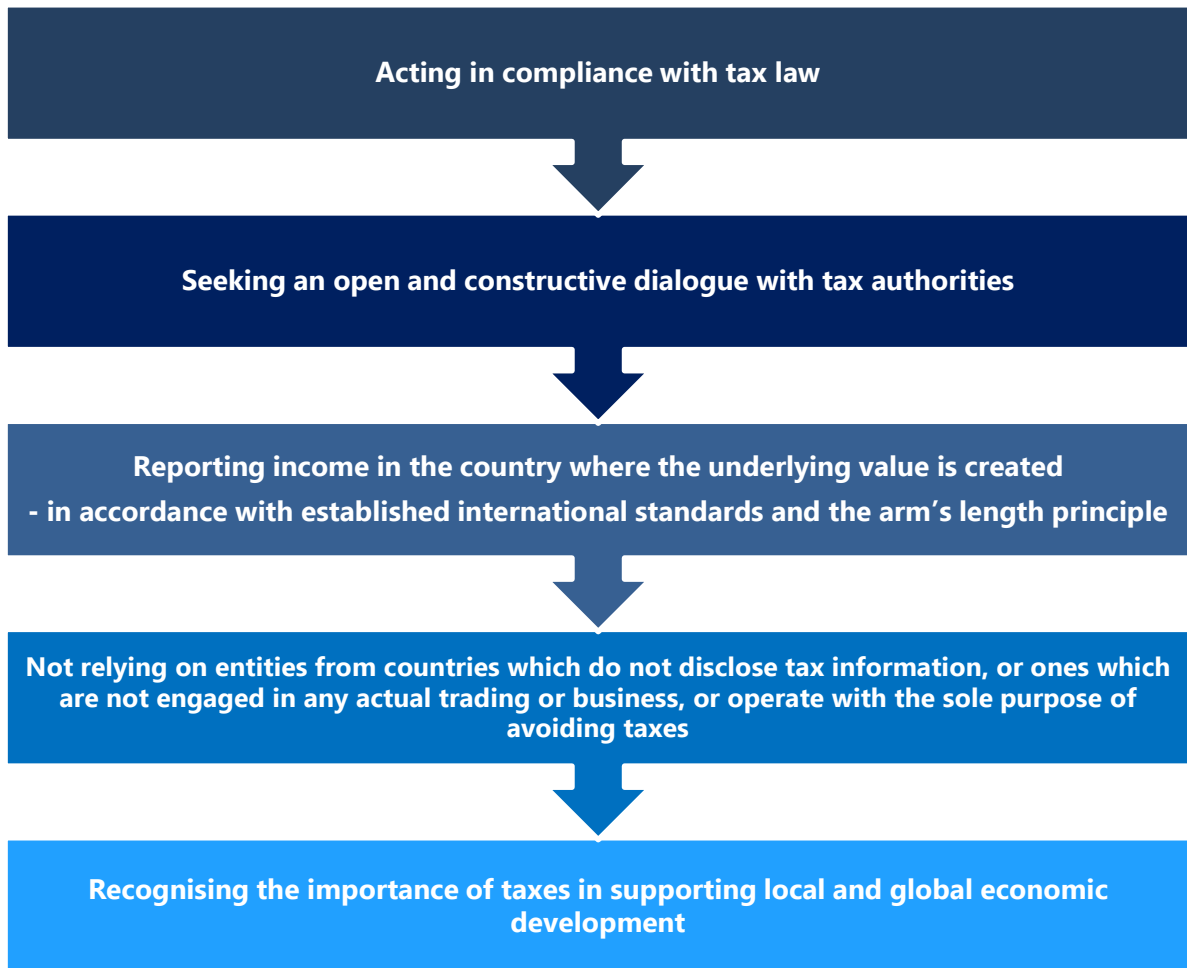 Acting in compliance with tax law
Seeking an open and constructive dialogue with tax authorities
Reporting income in the country where the underlying value is created
- in accordance with established international standards and the arm’s length principle
Not relying on entities from countries which do not disclose tax information, or ones which
are not engaged in any actual trading or business, or operate with the sole purpose of
avoiding taxes
Recognising the importance of taxes in supporting local and global economic
development